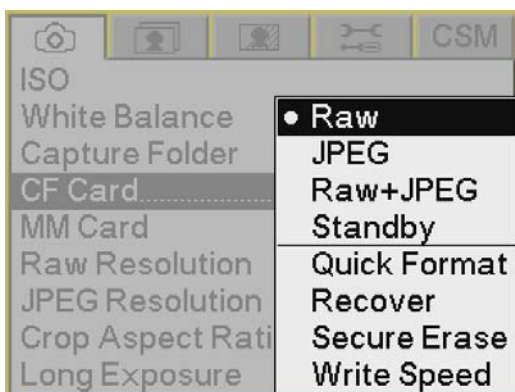 CSM
ISO
White Balance
Capture Folder
CF Card
MM Card
Raw Resolution
JPEG Resolution
Crop Aspect Rati
Long Exposure
Raw
JPEG
Raw+JPEG
Standby
Quick Format
Recover
Secure Erase
Write Speed